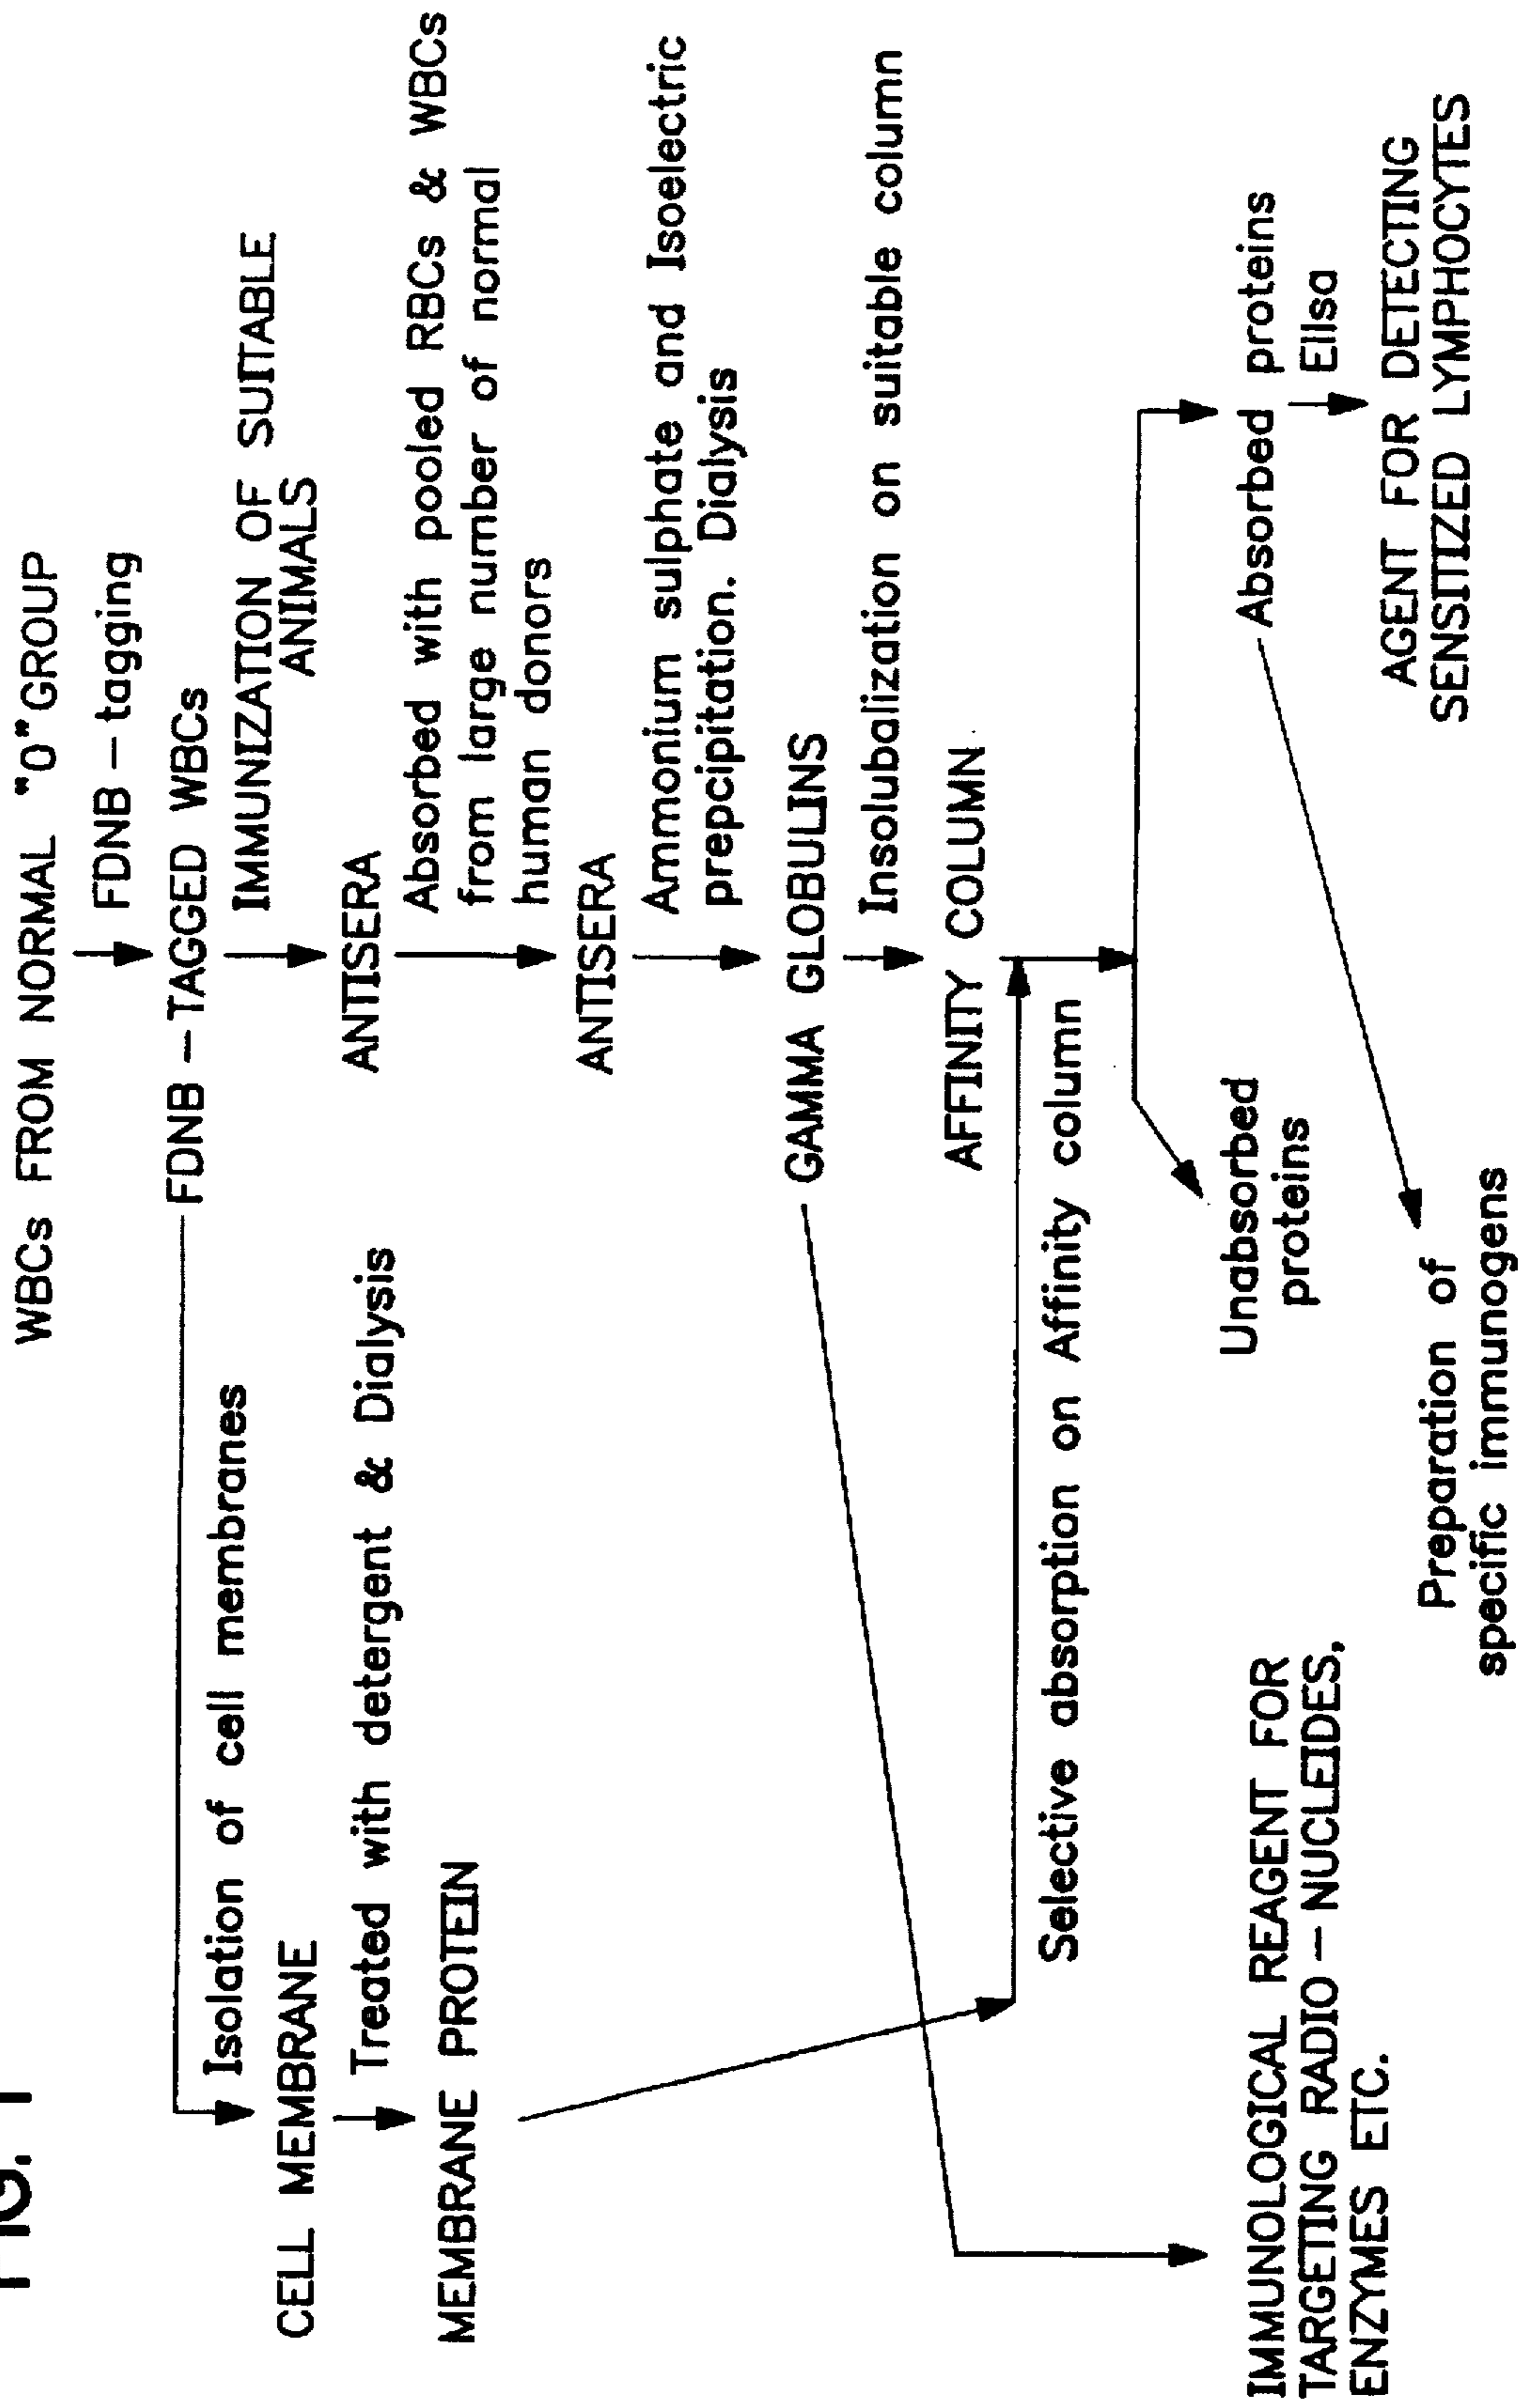 FIG. 1
WBCs FROM NORMAL "O" GROUP
FDNB - tagging
FDNB - TAGGED WBCs
IMMUNIZATION OF SUITABLE
ANIMALS
Isolation of cell membranes
CELL MEMBRANE
ANTISERA
Treated with detergent & Dialysis
Absorbed with pooled RBCs & WBCs
from large number of normal
human donors
MEMBRANE PROTEIN
ANTISERA
Ammonium sulphate and Isoelectric
prepcipitation. Dialysis
GAMMA GLOBULINS
Insolubalization on suitable column
AFFINITY COLUMN
Selective absorption on Affinity column
Unabsorbed
proteins
Absorbed proteins
Elisa
IMMUNOLOGICAL REAGENT FOR
TARGETING RADIO - NUCLEIDES,
ENZYMES ETC.
AGENT FOR DETECTING
SENSITIZED LYMPHOCYTES
Preparation of
specific immunogens